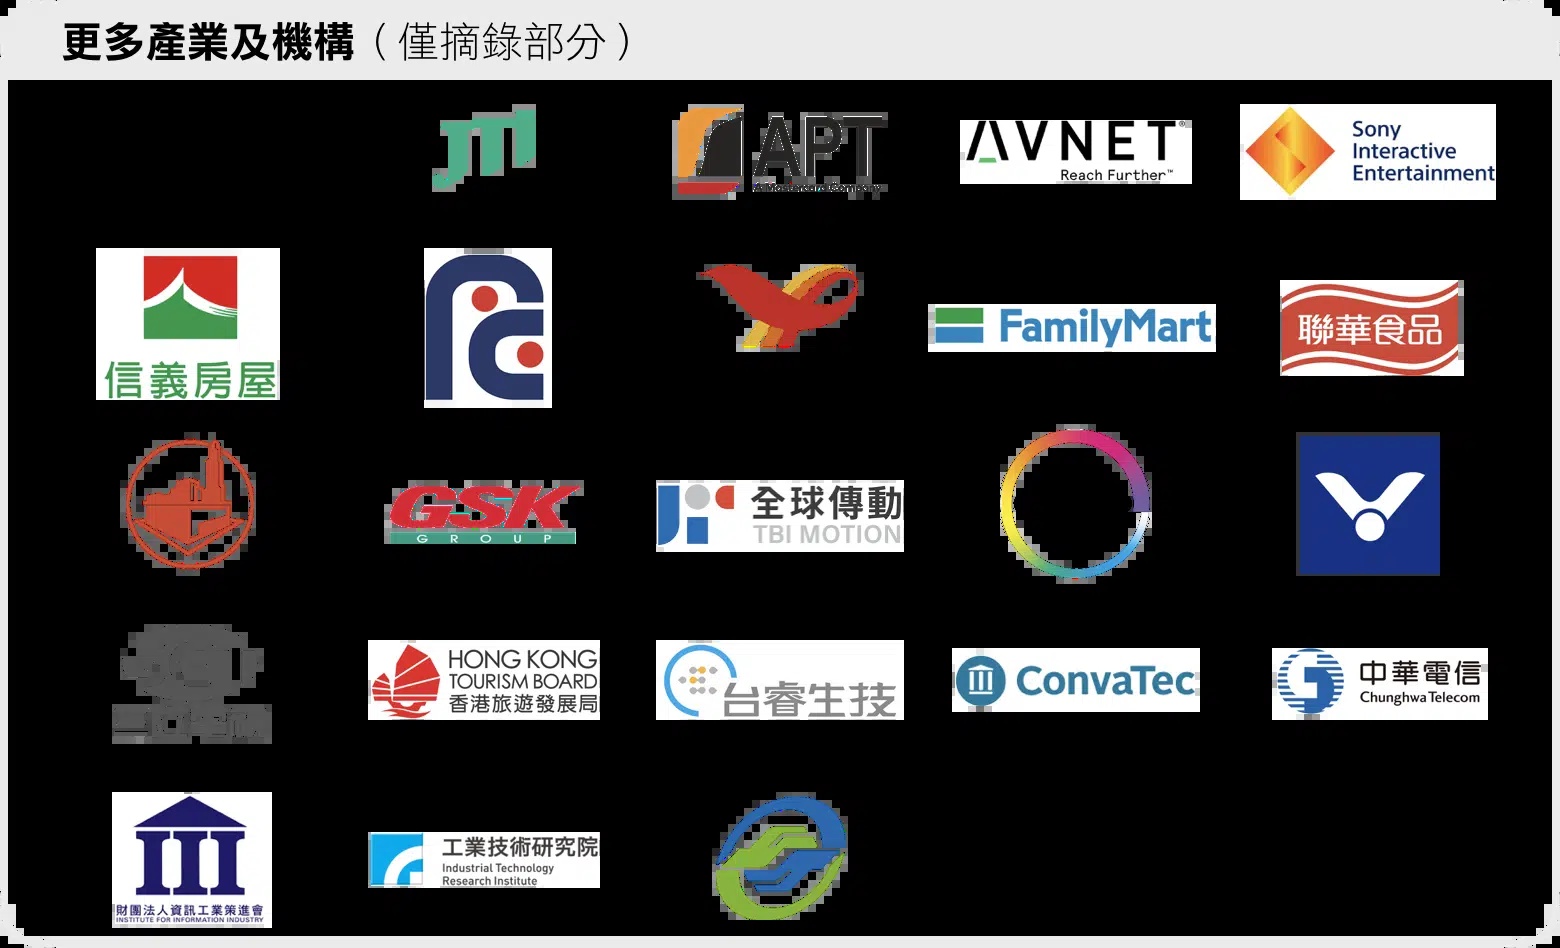 更多產業及機構（僅摘錄部分）
JTI
APT
AVNET®
Reach Further™
Sony
Interactive
Entertainment
信義房屋
FamilyMart
聯華食品
GSK
GROUP
全球傳動
TBI MOTION
HONG KONG
TOURISM BOARD
香港旅遊發展局
台睿生技
ConvaTec
中華電信
Chunghwa Telecom
財團法人資訊工業策進會
INSTITUTE FOR INFORMATION INDUSTRY
工業技術研究院
Industrial Technology
Research Institute